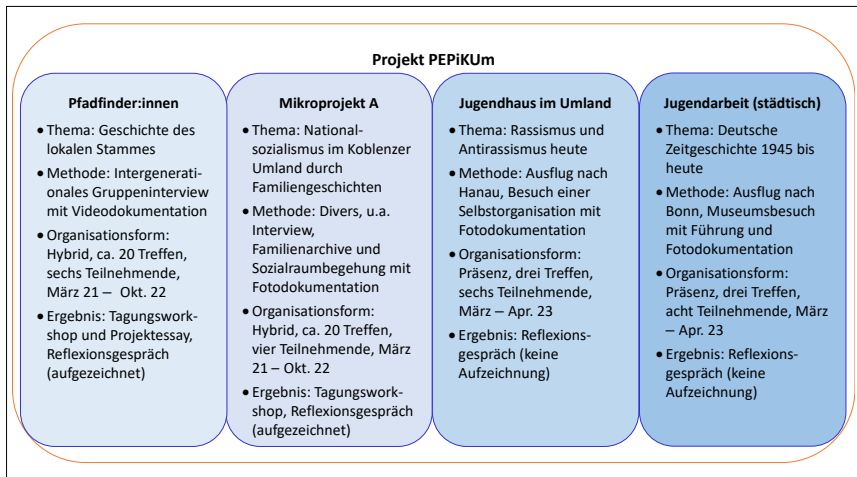 Projekt PEPiKUm
Pfadfinder:innen
• Thema: Geschichte des
lokalen Stammes
• Methode: Intergenerati-
onales Gruppeninterview
mit Videodokumentation
• Organisationsform:
Hybrid, ca. 20 Treffen,
sechs Teilnehmende,
März 21 – Okt. 22
• Ergebnis: Tagungswork-
shop und Projektessay,
Reflexionsgespräch
(aufgezeichnet)
Mikroprojekt A
• Thema: National-
sozialismus im Koblenzer
Umland durch
Familiengeschichten
• Methode: Divers, u.a.
Interview,
Familienarchive und
Sozialraumbegehung mit
Fotodokumentation
• Organisationsform:
Hybrid, ca. 20 Treffen,
vier Teilnehmende, März
21 – Okt. 22
• Ergebnis: Tagungswork-
shop, Reflexionsgespräch
(aufgezeichnet)
Jugendhaus im Umland
• Thema: Rassismus und
Antirassismus heute
• Methode: Ausflug nach
Hanau, Besuch einer
Selbstorganisation mit
Fotodokumentation
• Organisationsform:
Präsenz, drei Treffen,
sechs Teilnehmende,
März – Apr. 23
• Ergebnis: Reflexions-
gespräch (keine
Aufzeichnung)
Jugendarbeit (städtisch)
• Thema: Deutsche
Zeitgeschichte 1945 bis
heute
• Methode: Ausflug nach
Bonn, Museumsbesuch
mit Führung und
Fotodokumentation
• Organisationsform:
Präsenz, drei Treffen,
acht Teilnehmende, März
– Apr. 23
• Ergebnis: Reflexions-
gespräch (keine
Aufzeichnung)